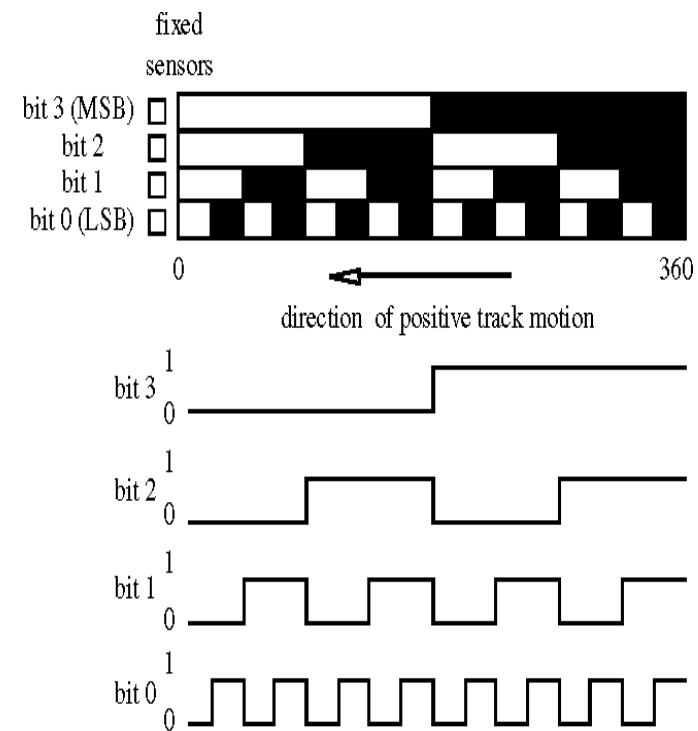 fixed
sensors
bit 3 (MSB)
bit 2
bit 1
bit 0 (LSB)
0 360
direction of positive track motion
1
bit 3
0
1
bit 2
0
1
bit 1
0
1
bit 0
0